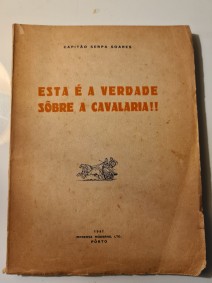 CAPITÃO SERPA SOARES
ESTA É A VERDADE
SÔBRE A CAVALARIA!!
PÔRTO